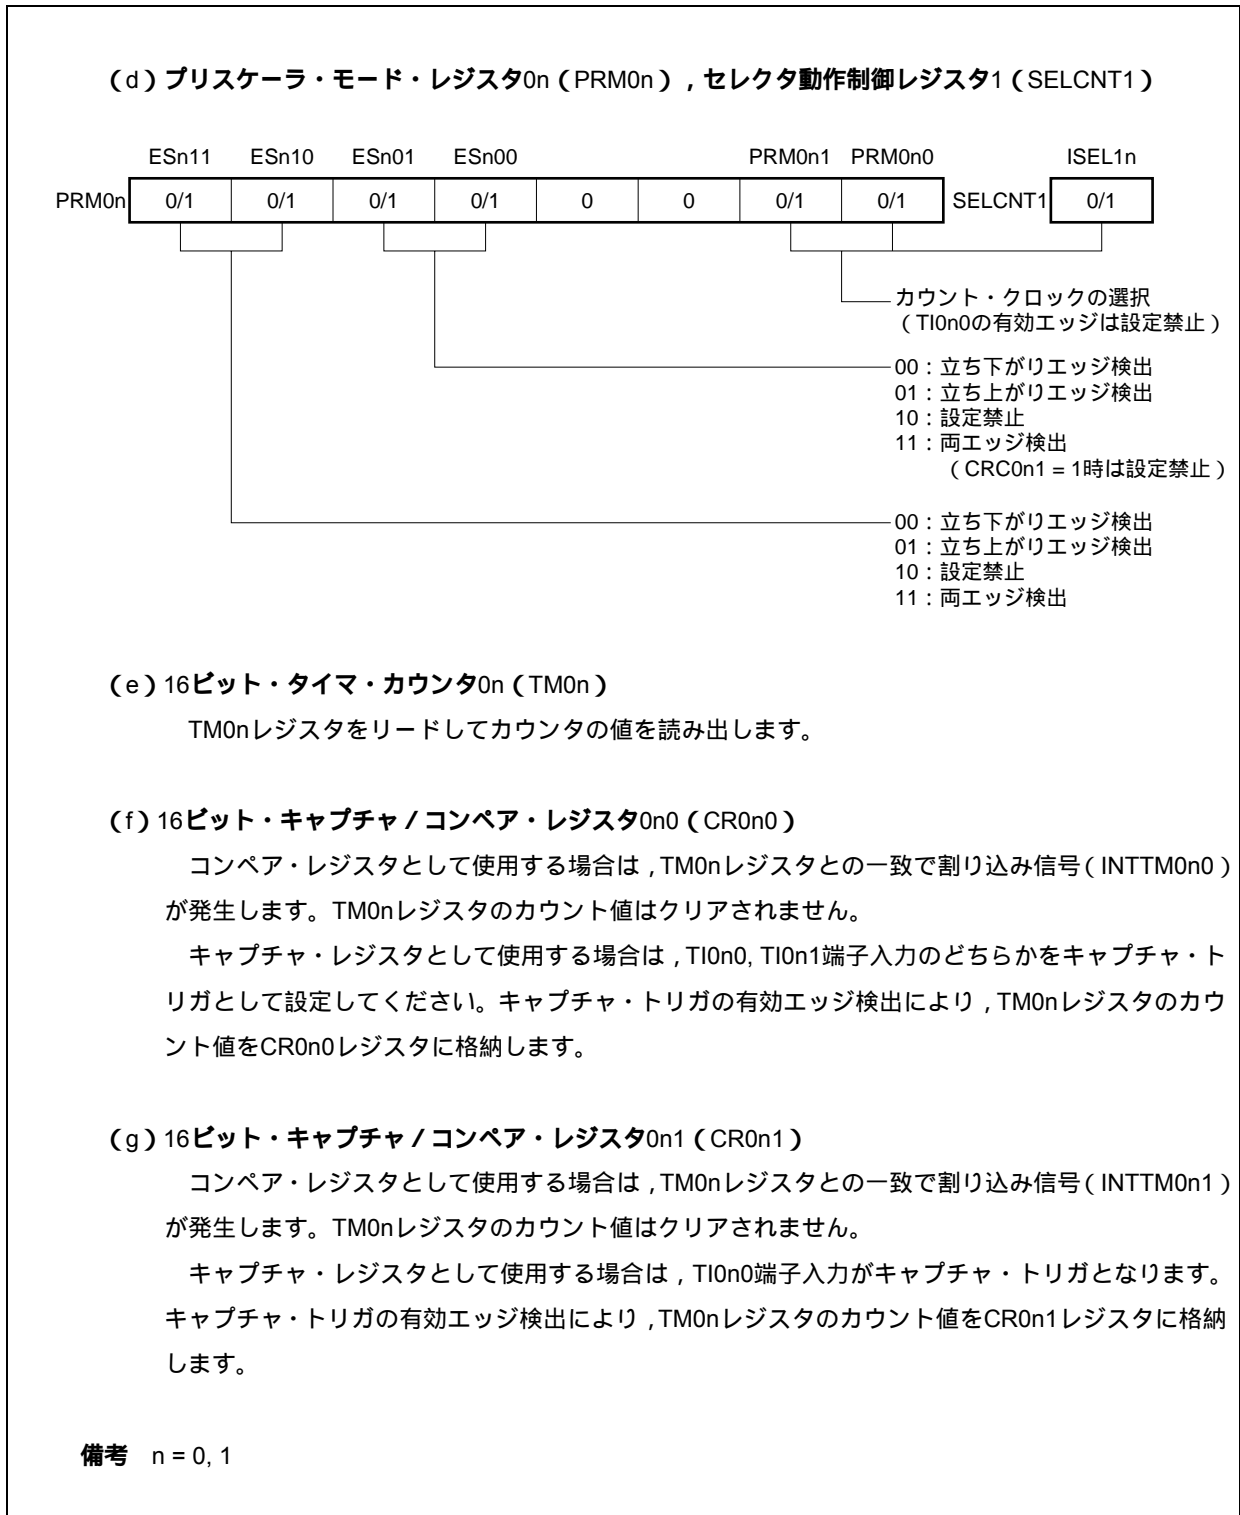 （d）プリスケーラ・モード・レジスタ0n（PRM0n），セレクタ動作制御レジスタ1（SELCNT1）
ESn11 ESn10 ESn01 ESn00 PRM0n1 PRM0n0 ISEL1n
PRM0n 0/1 0/1 0/1 0/1 0 0 0/1 0/1 SELCNT1 0/1
カウント・クロックの選択
（TI0n0の有効エッジは設定禁止）
00：立ち下がりエッジ検出
01：立ち上がりエッジ検出
10：設定禁止
11：両エッジ検出
（CRC0n1 = 1時は設定禁止）
00：立ち下がりエッジ検出
01：立ち上がりエッジ検出
10：設定禁止
11：両エッジ検出
（e）16ビット・タイマ・カウンタ0n（TM0n）
TM0nレジスタをリードしてカウンタの値を読み出します。
（f）16ビット・キャプチャ／コンペア・レジスタ0n0（CR0n0）
コンペア・レジスタとして使用する場合は，TM0nレジスタとの一致で割り込み信号（INTTM0n0）
が発生します。TM0nレジスタのカウント値はクリアされません。
キャプチャ・レジスタとして使用する場合は，TI0n0, TI0n1端子入力のどちらかをキャプチャ・ト
リガとして設定してください。キャプチャ・トリガの有効エッジ検出により，TM0nレジスタのカウ
ント値をCR0n0レジスタに格納します。
（g）16ビット・キャプチャ／コンペア・レジスタ0n1（CR0n1）
コンペア・レジスタとして使用する場合は，TM0nレジスタとの一致で割り込み信号（INTTM0n1）
が発生します。TM0nレジスタのカウント値はクリアされません。
キャプチャ・レジスタとして使用する場合は，TI0n0端子入力がキャプチャ・トリガとなります。
キャプチャ・トリガの有効エッジ検出により，TM0nレジスタのカウント値をCR0n1レジスタに格納
します。
備考　n = 0, 1